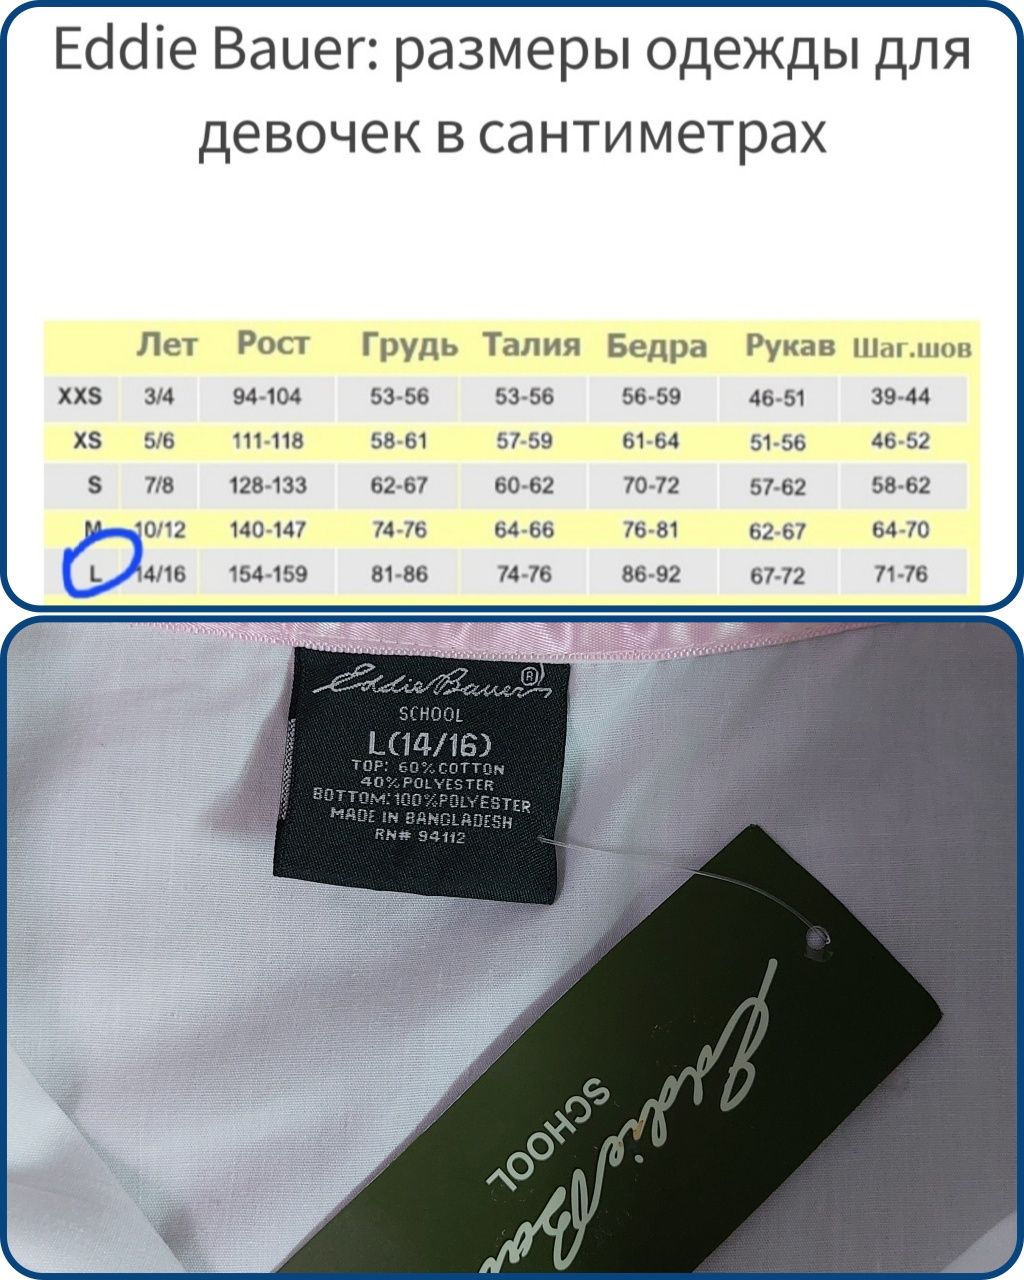 Eddie Bauer: размеры одежды для
девочек в сантиметрах
Лет Рост Грудь Талия Бедра Рукав Шаг.шов
XXS 3/4 94-104 53-56 53-56 56-59 46-51 39-44
XS 5/6 111-118 58-61 57-59 61-64 51-56 46-52
S 7/8 128-133 62-67 60-62 70-72 57-62 58-62
M 10/12 140-147 74-76 64-66 76-81 62-67 64-70
L 14/16 154-159 81-86 74-76 86-92 67-72 71-76
Eddie Bauer ®
SCHOOL
L(14/16)
TOP: 60% COTTON
40% POLYESTER
BOTTOM: 100% POLYESTER
MADE IN BANGLADESH
RN# 94112
Eddie Bau
SCHOOL